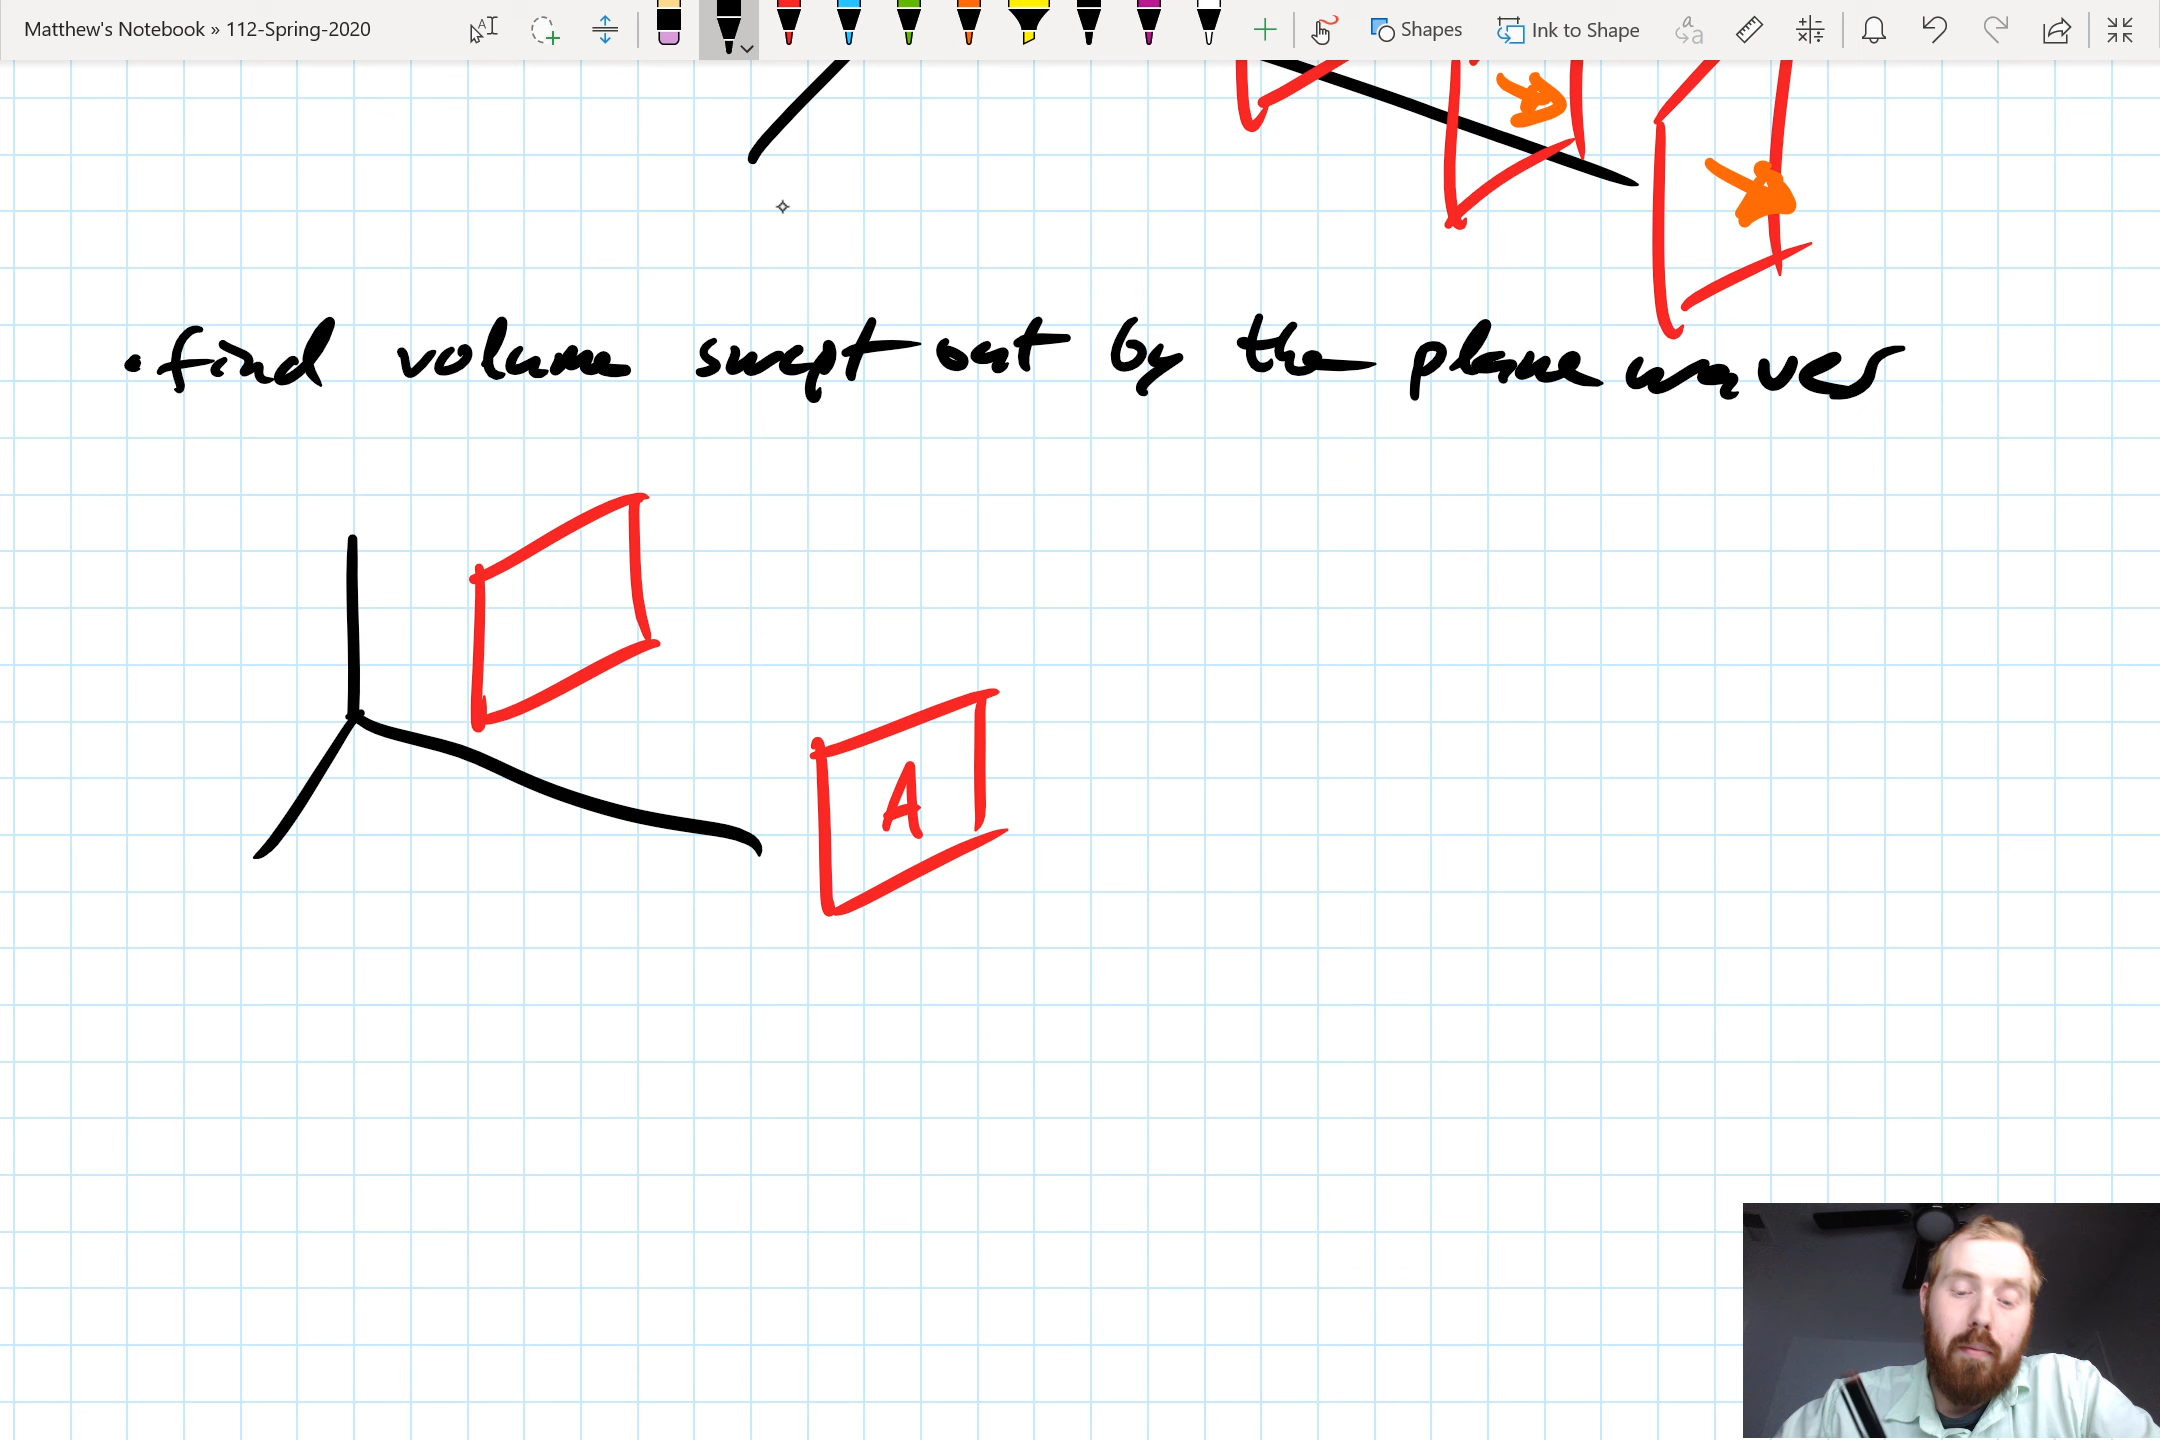 Matthew's Notebook » 112-Spring-2020
Shapes
Ink to Shape
• find volume swept out by the plane waves
A